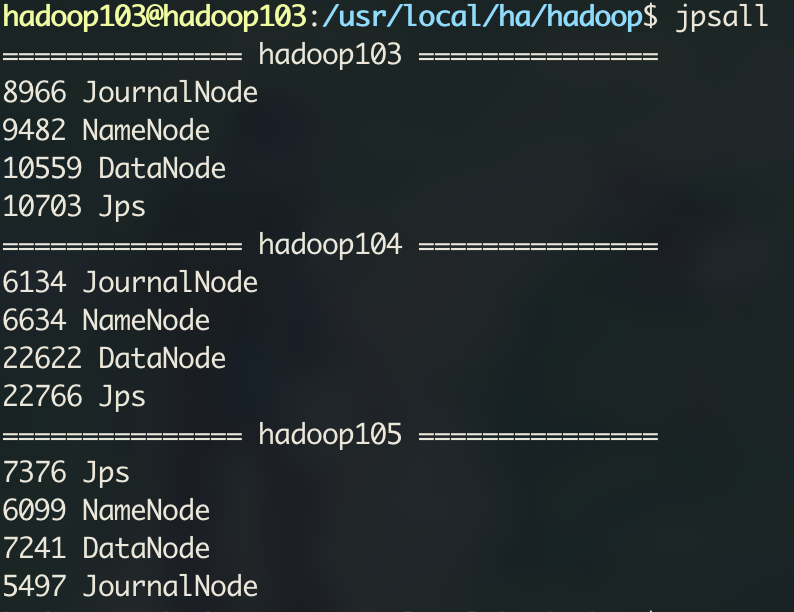 hadoop103@hadoop103:/usr/local/ha/hadoop$ jpsall
=============== hadoop103 ===============
8966 JournalNode
9482 NameNode
10559 DataNode
10703 Jps
=============== hadoop104 ===============
6134 JournalNode
6634 NameNode
22622 DataNode
22766 Jps
=============== hadoop105 ===============
7376 Jps
6099 NameNode
7241 DataNode
5497 JournalNode